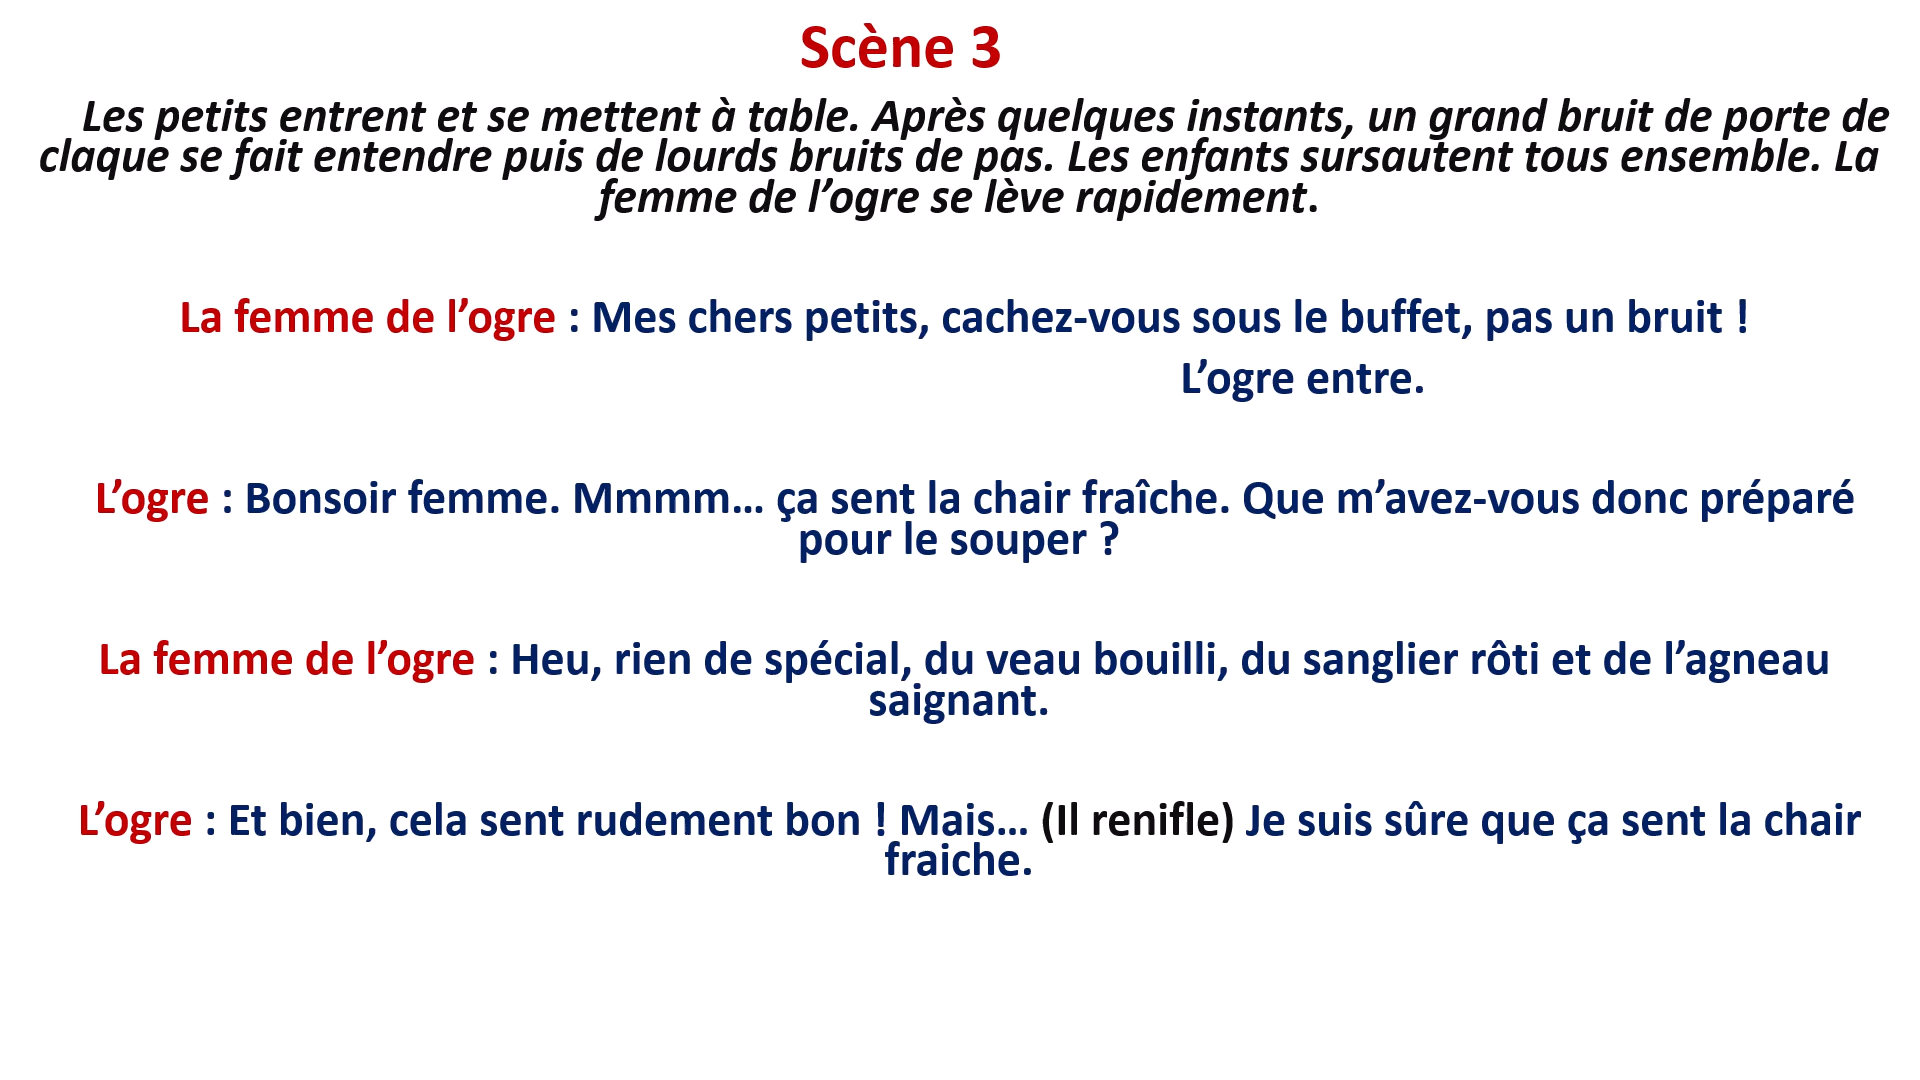 Scène 3
Les petits entrent et se mettent à table. Après quelques instants, un grand bruit de porte de
claque se fait entendre puis de lourds bruits de pas. Les enfants sursautent tous ensemble. La
femme de l’ogre se lève rapidement.
La femme de l’ogre : Mes chers petits, cachez-vous sous le buffet, pas un bruit !
L’ogre entre.
L’ogre : Bonsoir femme. Mmmm… ça sent la chair fraîche. Que m’avez-vous donc préparé
pour le souper ?
La femme de l’ogre : Heu, rien de spécial, du veau bouilli, du sanglier rôti et de l’agneau
saignant.
L’ogre : Et bien, cela sent rudement bon ! Mais… (Il renifle) Je suis sûre que ça sent la chair
fraiche.